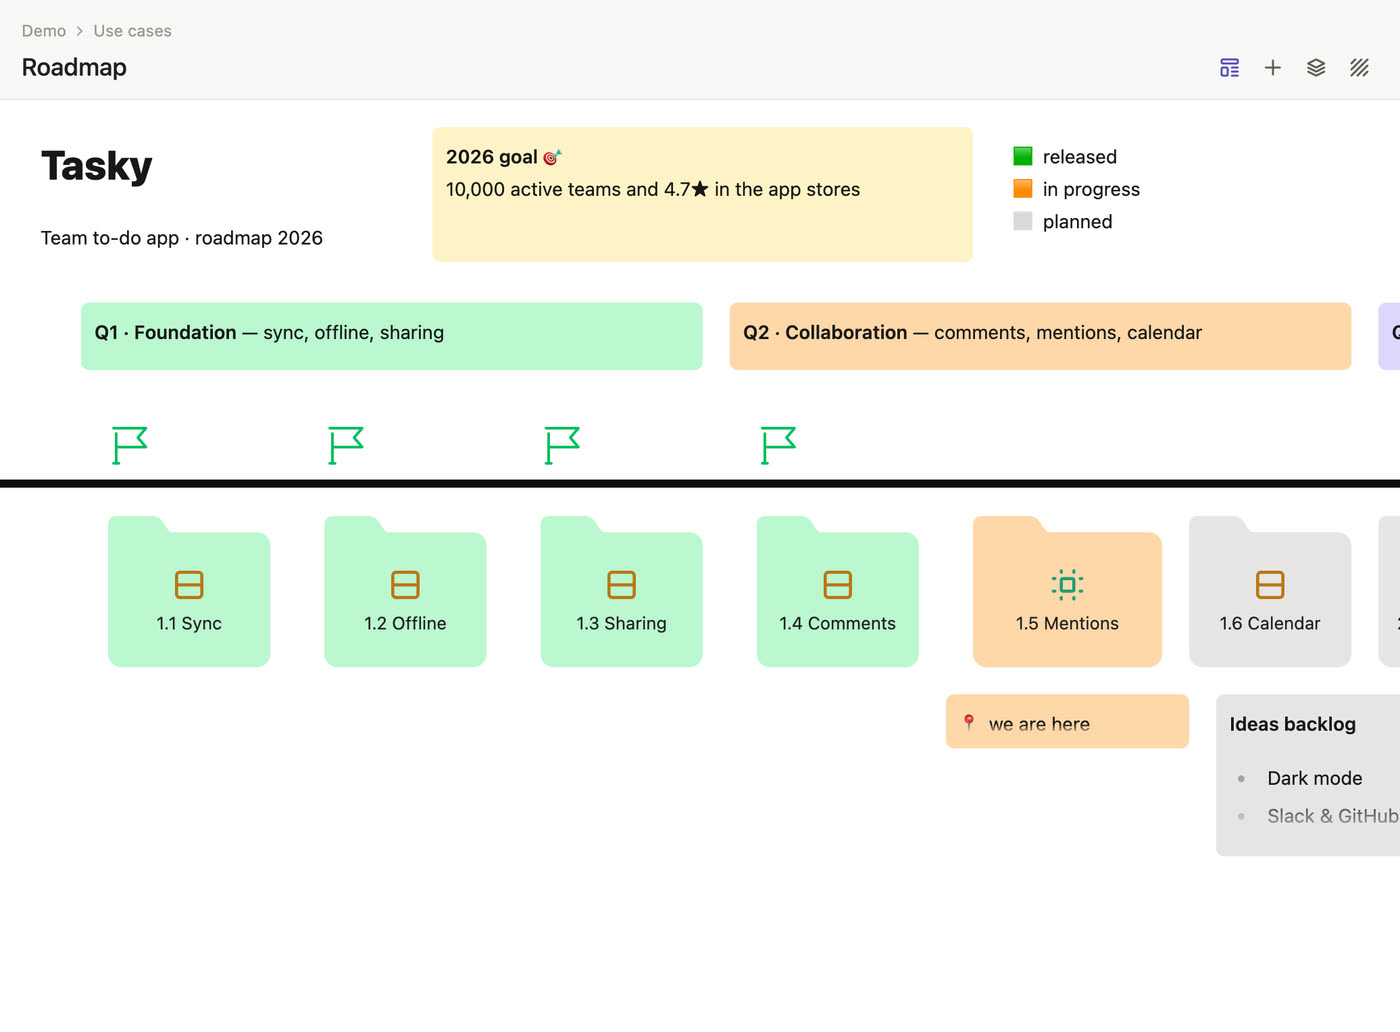 Demo > Use cases
Roadmap
Tasky
Team to-do app · roadmap 2026
2026 goal 🎯
10,000 active teams and 4.7★ in the app stores
released
in progress
planned
Q1 · Foundation — sync, offline, sharing
Q2 · Collaboration — comments, mentions, calendar
1.1 Sync
1.2 Offline
1.3 Sharing
1.4 Comments
1.5 Mentions
1.6 Calendar
📍 we are here
Ideas backlog
Dark mode
Slack & GitHub